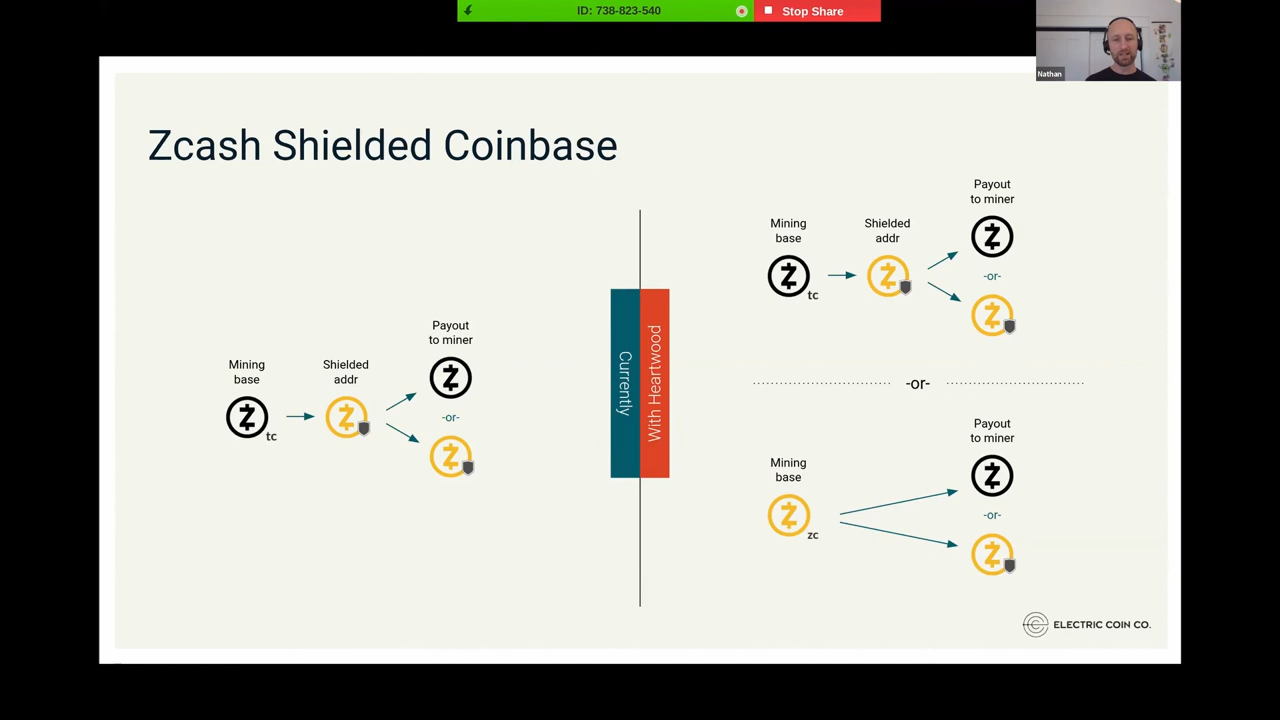 ID: 738-823-540
Stop Share
Nathan
Zcash Shielded Coinbase
Mining
base
tc
Shielded
addr
Payout
to miner
-or-
Currently
With Heartwood
Mining
base
tc
Shielded
addr
Payout
to miner
-or-
-or-
Mining
base
zc
Payout
to miner
-or-
ELECTRIC COIN CO.